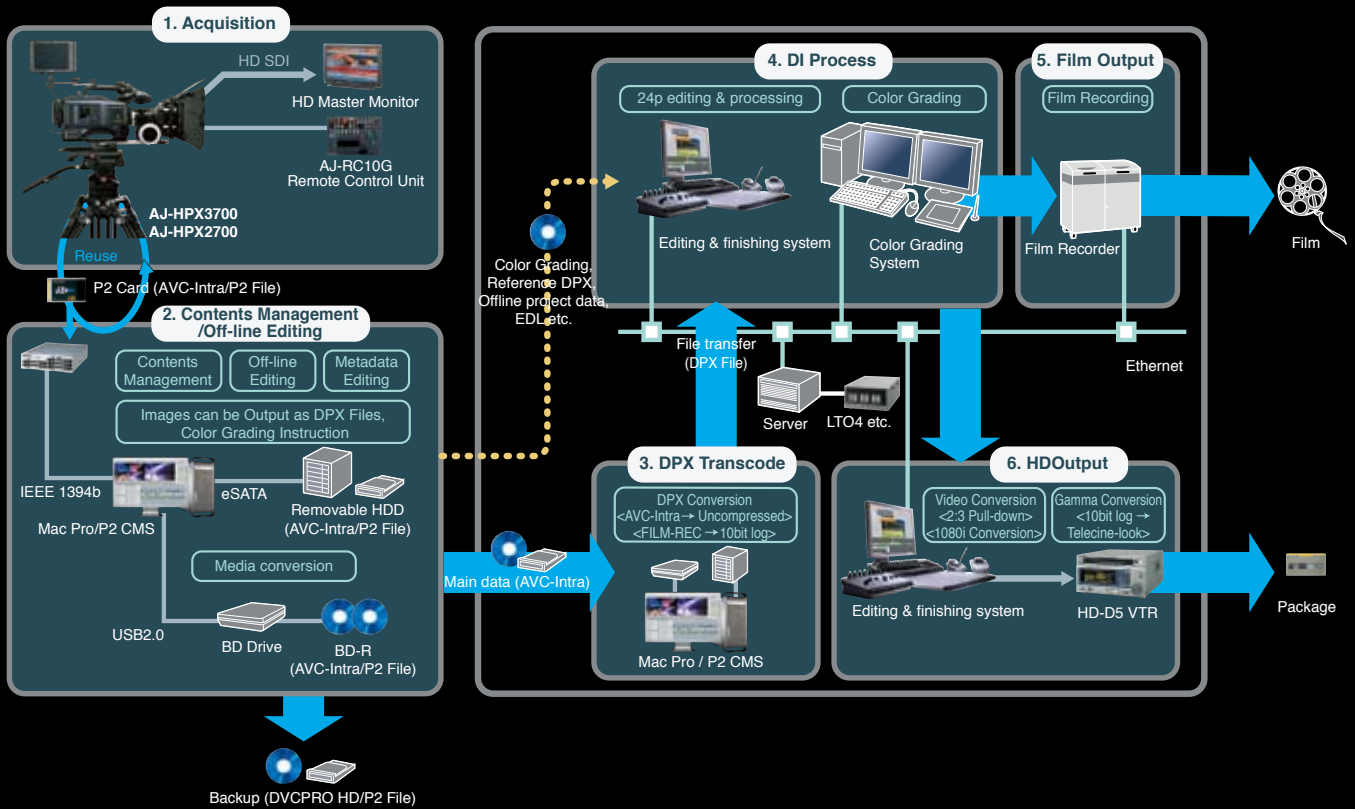 1. Acquisition
HD SDI
HD Master Monitor
AJ-RC10G
Remote Control Unit
AJ-HPX3700
AJ-HPX2700
Reuse
P2 Card (AVC-Intra/P2 File)
2. Contents Management
/Off-line Editing
Contents
Management
Off-line
Editing
Metadata
Editing
Images can be Output as DPX Files,
Color Grading Instruction
IEEE 1394b
eSATA
Mac Pro/P2 CMS
Removable HDD
(AVC-Intra/P2 File)
Media conversion
USB2.0
BD Drive
BD-R
(AVC-Intra/P2 File)
Backup (DVCPRO HD/P2 File)
Color Grading,
Reference DPX,
Offline project data,
EDL etc.
Main data (AVC-Intra)
3. DPX Transcode
DPX Conversion
<AVC-Intra→ Uncompressed>
<FILM-REC →10bit log>
Mac Pro / P2 CMS
File transfer
(DPX File)
4. DI Process
24p editing & processing
Color Grading
Editing & finishing system
Color Grading
System
Server
LTO4 etc.
Ethernet
5. Film Output
Film Recording
Film Recorder
Film
6. HDOutput
Video Conversion
<2:3 Pull-down>
<1080i Conversion>
Gamma Conversion
<10bit log →
Telecine-look>
Editing & finishing system
HD-D5 VTR
Package